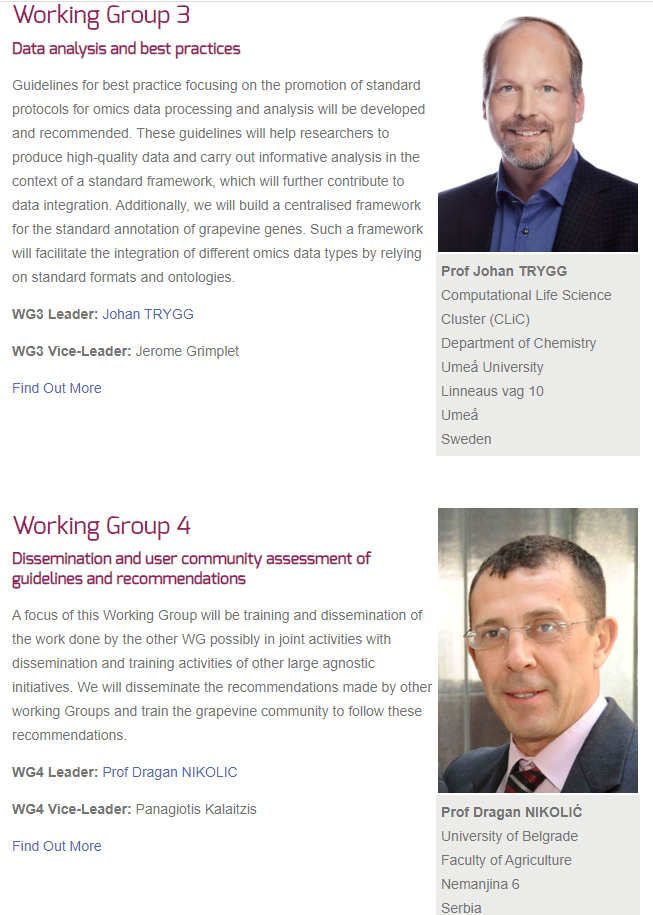 Working Group 3
Data analysis and best practices
Guidelines for best practice focusing on the promotion of standard
protocols for omics data processing and analysis will be developed
and recommended. These guidelines will help researchers to
produce high-quality data and carry out informative analysis in the
context of a standard framework, which will further contribute to
data integration. Additionally, we will build a centralised framework
for the standard annotation of grapevine genes. Such a framework
will facilitate the integration of different omics data types by relying
on standard formats and ontologies.
WG3 Leader: Johan TRYGG
WG3 Vice-Leader: Jerome Grimplet
Find Out More
Prof Johan TRYGG
Computational Life Science
Cluster (CLiC)
Department of Chemistry
Umeå University
Linneaus vag 10
Umeå
Sweden
Working Group 4
Dissemination and user community assessment of
guidelines and recommendations
A focus of this Working Group will be training and dissemination of
the work done by the other WG possibly in joint activities with
dissemination and training activities of other large agnostic
initiatives. We will disseminate the recommendations made by other
working Groups and train the grapevine community to follow these
recommendations.
WG4 Leader: Prof Dragan NIKOLIC
WG4 Vice-Leader: Panagiotis Kalaitzis
Find Out More
Prof Dragan NIKOLIĆ
University of Belgrade
Faculty of Agriculture
Nemanjina 6
Serbia